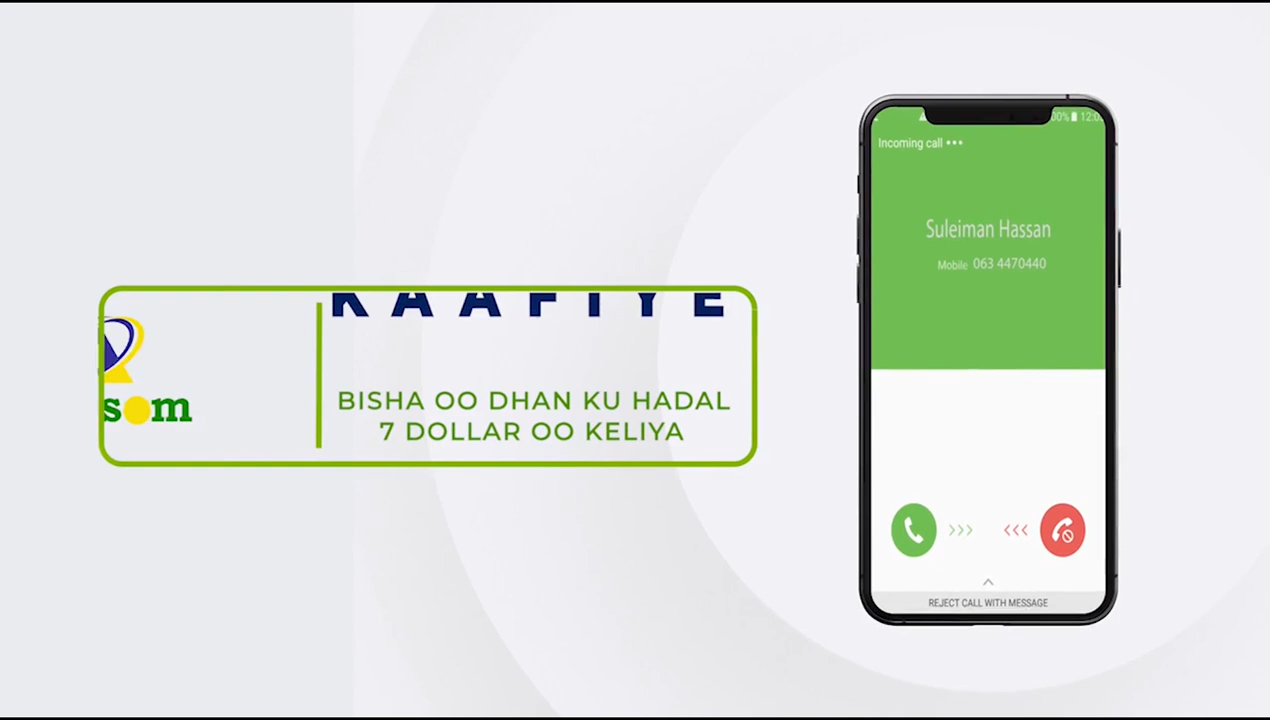 som
KAAFIYE
BISHA OO DHAN KU HADAL
7 DOLLAR OO KELIYA
Incoming call •••
Suleiman Hassan
Mobile 063 4470440
REJECT CALL WITH MESSAGE